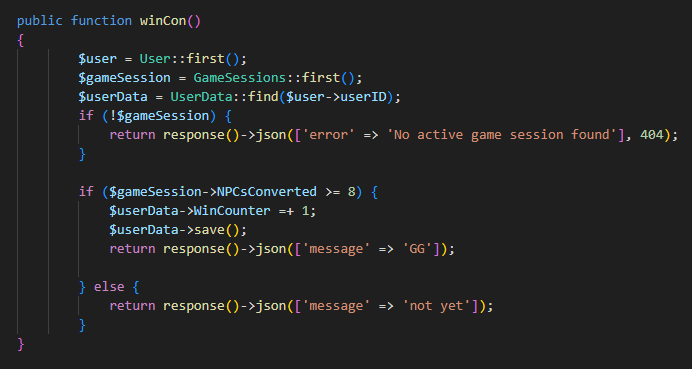 public function winCon()
{
$user = User::first();
$gameSession = GameSessions::first();
$userData = UserData::find($user->userID);
if (!$gameSession) {
return response()->json(['error' => 'No active game session found'], 404);
}
if ($gameSession->NPCsConverted >= 8) {
$userData->WinCounter =+ 1;
$userData->save();
return response()->json(['message' => 'GG']);
} else {
return response()->json(['message' => 'not yet']);
}
}